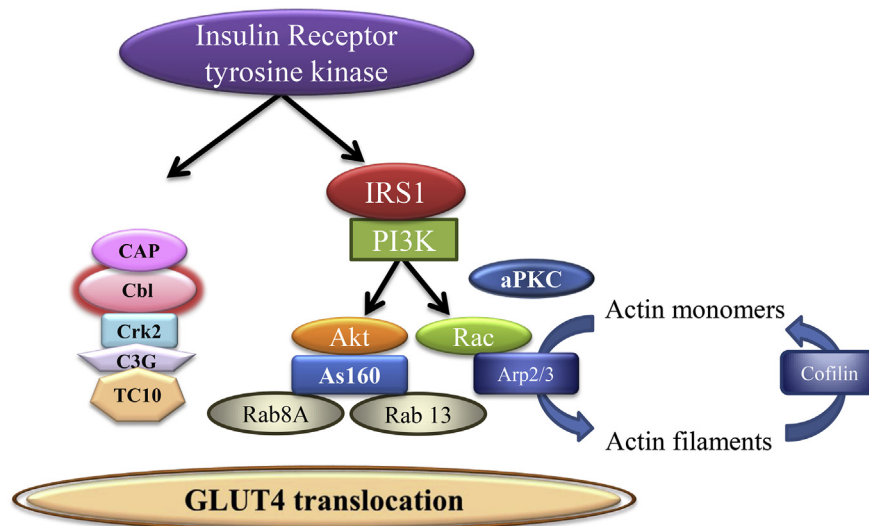 Insulin Receptor
tyrosine kinase
IRS1
PI3K
CAP
Cbl
Crk2
C3G
TC10
aPKC
Akt
Rac
As160
Arp2/3
Rab8A
Rab 13
Actin monomers
Cofilin
Actin filaments
GLUT4 translocation